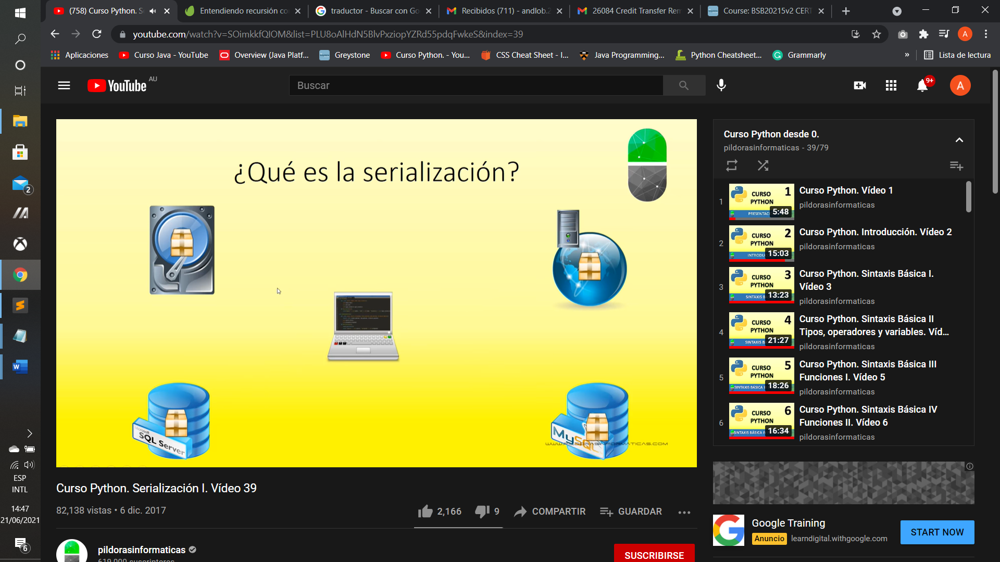 (758) Curso Python. S
Entendiendo recursión co
traductor - Buscar con Go
Recibidos (711) - andlob.2
26084 Credit Transfer Rem
Course: BSB20215v2 CERT
youtube.com/watch?v=SOimkkfQIOM&list=PLU8oAlHdN5BlvPxziopYZRd55pdqFwkeS&index=39
A
Aplicaciones
Curso Java - YouTube
Overview (Java Platf...
Greystone
Curso Python. - You...
CSS Cheat Sheet - I...
Java Programming...
Python Cheatsheet...
Grammarly
»
Lista de lectura
YouTube AU
Buscar
9+
A
¿Qué es la serialización?
Microsoft
SQL Server
MySQL
WWW.PILDORASINFORMATICAS.COM
Curso Python desde 0.
pildorasinformaticas - 39/79
1
CURSO PYTHON 1
PRESENTAC
5:48
Curso Python. Vídeo 1
pildorasinformaticas
2
CURSO PYTHON 2
INTRODU
15:03
Curso Python. Introducción. Vídeo 2
pildorasinformaticas
3
CURSO PYTHON 3
SINTAXIS B
13:23
Curso Python. Sintaxis Básica I.
Vídeo 3
pildorasinformaticas
4
CURSO PYTHON 4
SINTAXIS B
21:27
Curso Python. Sintaxis Básica II
Tipos, operadores y variables. Víd...
pildorasinformaticas
5
CURSO PYTHON 5
SINTAXIS BÁSICA I
18:26
Curso Python. Sintaxis Básica III
Funciones I. Vídeo 5
pildorasinformaticas
6
CURSO PYTHON 6
SINTAXIS BÁSICA I
16:34
Curso Python. Sintaxis Básica IV
Funciones II. Vídeo 6
pildorasinformaticas
Curso Python. Serialización I. Vídeo 39
82,138 vistas • 6 dic. 2017
2,166
9
COMPARTIR
GUARDAR
pildorasinformaticas
619,000 suscriptores
SUSCRIBIRSE
Google Training
Anuncio learndigital.withgoogle.com
START NOW
2
W
ESP
INTL
14:47
21/06/2021
6